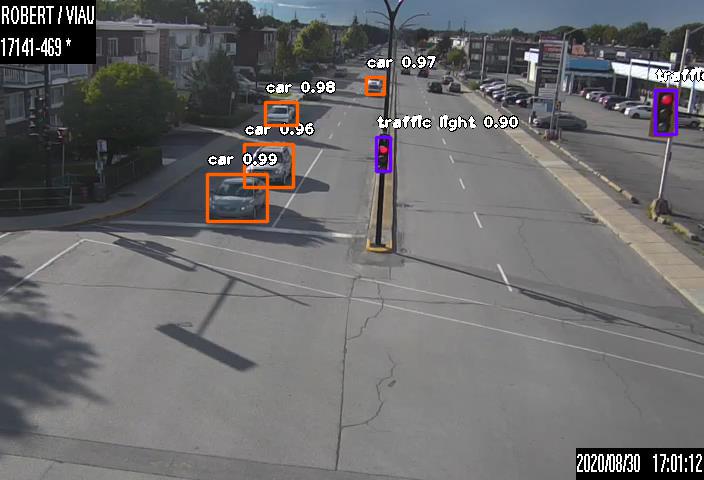 ROBERT / VIAU
17141-469 *
car 0.97
traffic
car 0.98
traffic light 0.90
car 0.96
car 0.99
2020/08/30 17:01:12